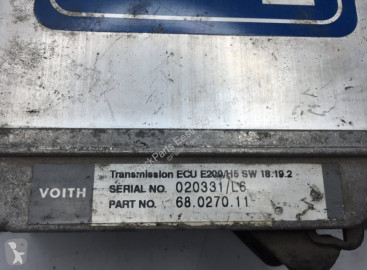 VOITH
Transmission ECU E200/H5 SW 18.19.2
SERIAL NO. 020331/L6
PART NO. 68.0270.11